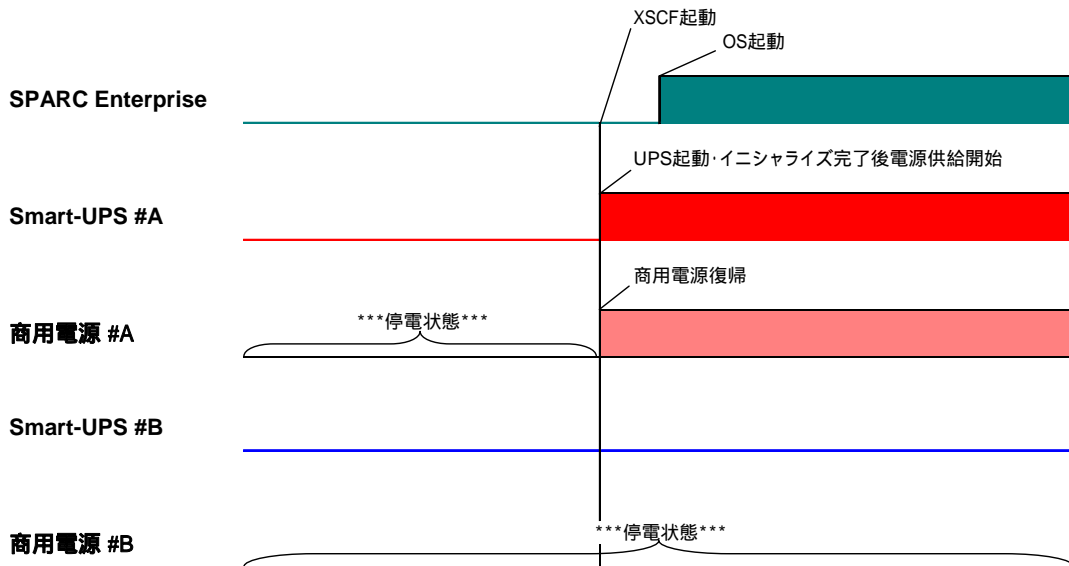 XSCF起動
OS起動
SPARC Enterprise
UPS起動･イニシャライズ完了後電源供給開始
Smart-UPS #A
商用電源復帰
商用電源 #A
***停電状態***
Smart-UPS #B
商用電源 #B
***停電状態***